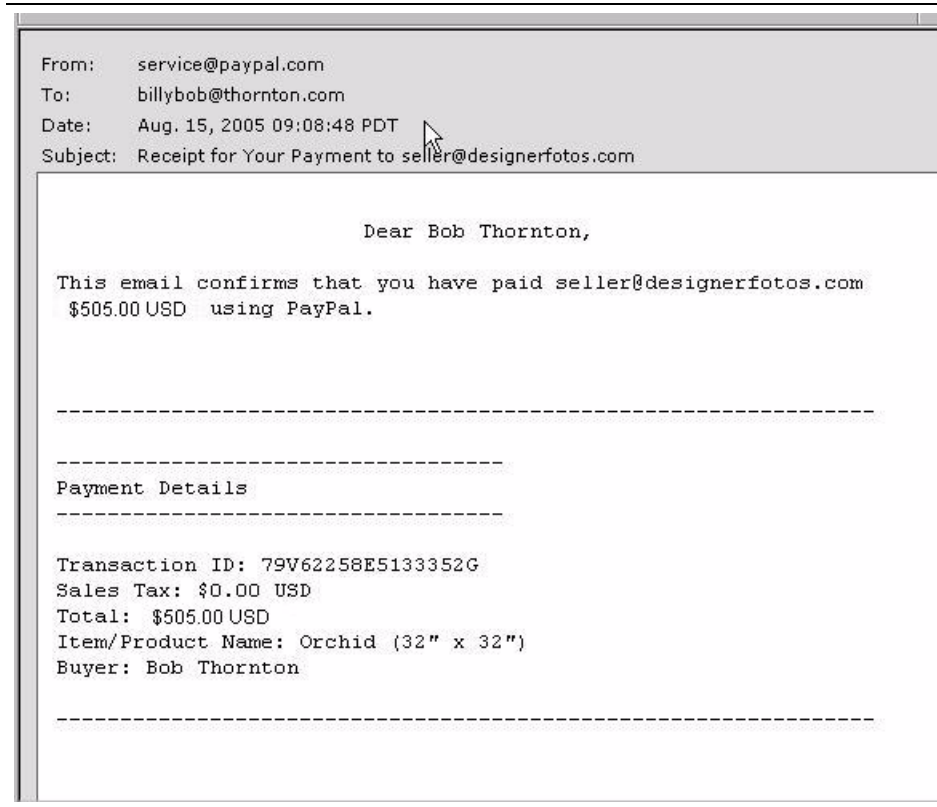 From: service@paypal.com
To: billybob@thornton.com
Date: Aug. 15, 2005 09:08:48 PDT
Subject: Receipt for Your Payment to seller@designerfotos.com
Dear Bob Thornton,
This email confirms that you have paid seller@designerfotos.com
$505.00 USD using PayPal.
----------------------------------------------------------------
-----------------------------------
Payment Details
-----------------------------------
Transaction ID: 79V62258E5133352G
Sales Tax: $0.00 USD
Total: $505.00 USD
Item/Product Name: Orchid (32" x 32")
Buyer: Bob Thornton
----------------------------------------------------------------